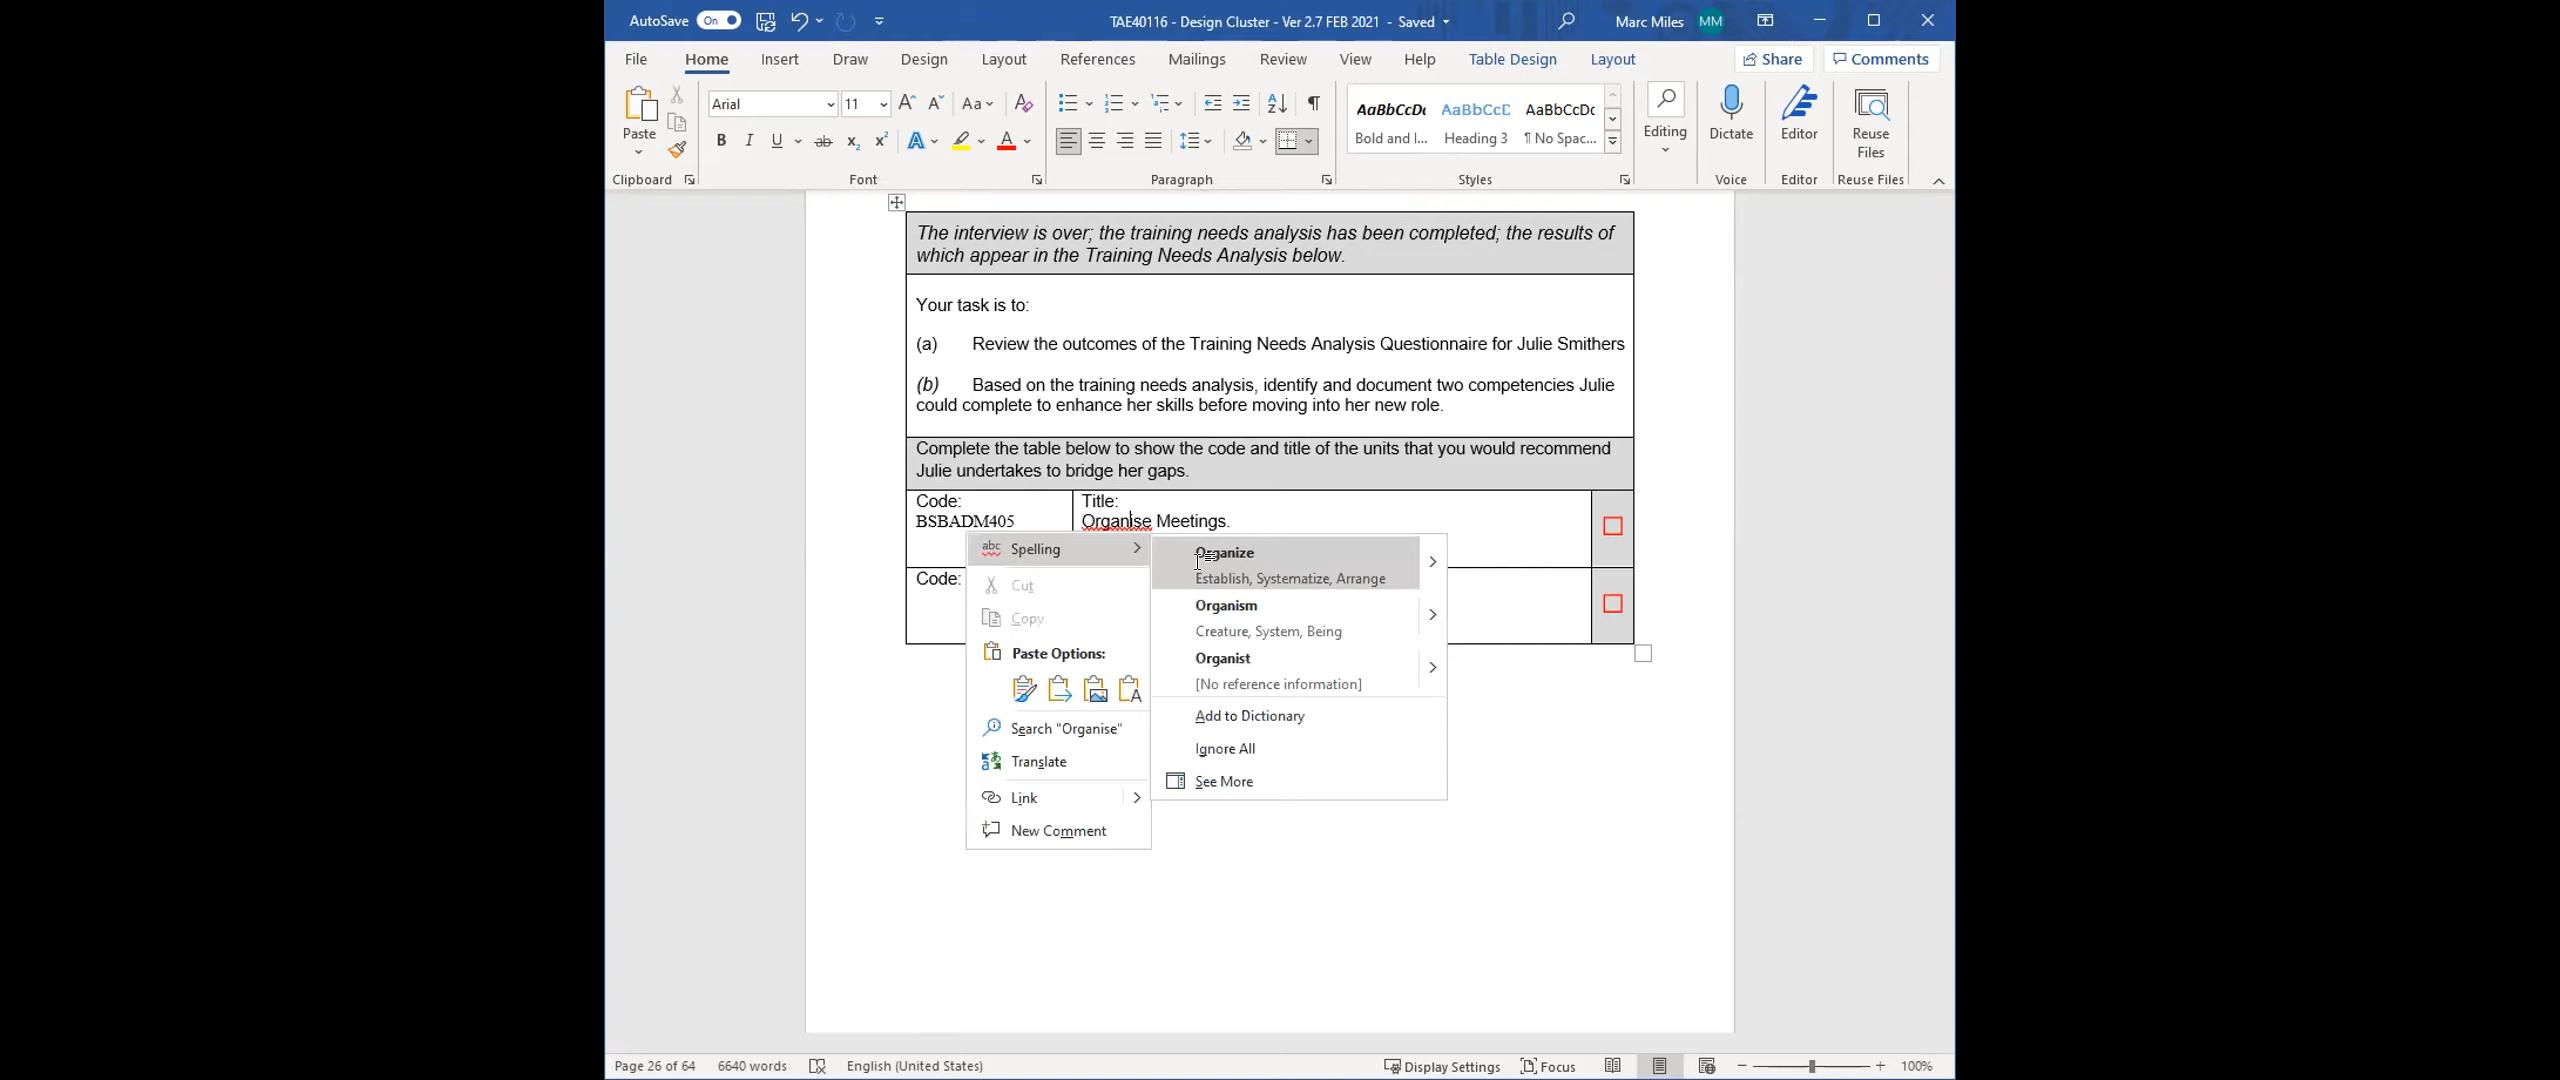 AutoSave On
TAE40116 - Design Cluster - Ver 2.7 FEB 2021 - Saved
Marc Miles MM
File Home Insert Draw Design Layout References Mailings Review View Help Table Design Layout Share Comments
Paste
Clipboard
Arial 11
Aa
B I U ab x₂ x² A A
Font
Paragraph
AaBbCcDc AaBbCcD AaBbCcDc
Bold and I... Heading 3 ¶ No Spac...
Styles
Editing
Dictate
Voice
Editor
Editor
Reuse
Files
Reuse Files
The interview is over; the training needs analysis has been completed; the results of
which appear in the Training Needs Analysis below.
Your task is to:
(a) Review the outcomes of the Training Needs Analysis Questionnaire for Julie Smithers
(b) Based on the training needs analysis, identify and document two competencies Julie
could complete to enhance her skills before moving into her new role.
Complete the table below to show the code and title of the units that you would recommend
Julie undertakes to bridge her gaps.
Code: Title:
BSBADM405 Organise Meetings.
Code:
abc Spelling
Cut
Copy
Paste Options:
Search "Organise"
Translate
Link
New Comment
Organize
Establish, Systematize, Arrange
Organism
Creature, System, Being
Organist
[No reference information]
Add to Dictionary
Ignore All
See More
Page 26 of 64 6640 words English (United States) Display Settings Focus 100%